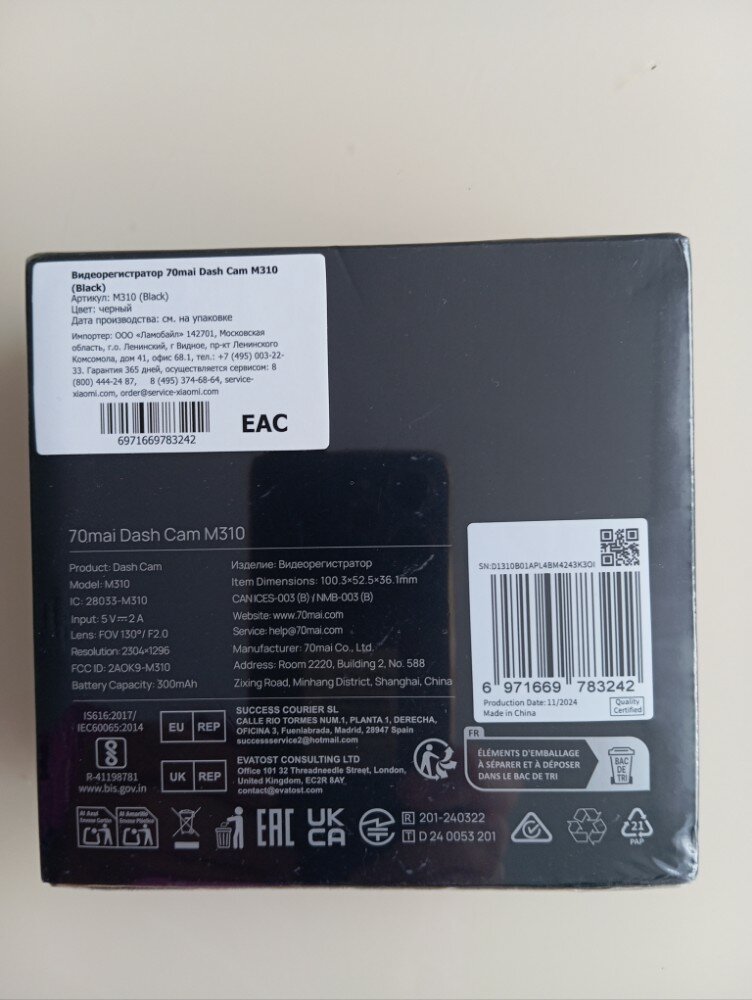 Видеорегистратор 70mai Dash Cam M310
(Black)
Артикул: M310 (Black)
Цвет: черный
Дата производства: см. на упаковке
Импортер: ООО «Ламобайл» 142701, Московская
область, г.о. Ленинский, г Видное, пр-кт Ленинского
Комсомола, дом 41, офис 68.1, тел.: +7 (495) 003-22-
33. Гарантия 365 дней, осуществляется сервисом: 8
(800) 444-24 87, 8 (495) 374-68-64, service-
xiaomi.com, order@service-xiaomi.com
6971669783242
EAC
70mai Dash Cam M310
Product: Dash Cam
Model: M310
IC: 28033-M310
Input: 5V⎓2A
Lens: FOV 130°/ F2.0
Resolution: 2304×1296
FCC ID: 2AOK9-M310
Battery Capacity: 300mAh
Изделие: Видеорегистратор
Item Dimensions: 100.3×52.5×36.1mm
CAN ICES-003 (B) / NMB-003 (B)
Website: www.70mai.com
Service: help@70mai.com
Manufacturer: 70mai Co., Ltd.
Address: Room 2220, Building 2, No. 588
Zixing Road, Minhang District, Shanghai, China
SN:D1310B01APL4BM4243K3OI
6 971669 783242
Production Date: 11/2024
Made in China
Quality
Certified
IS616:2017/
IEC60065:2014
R-41198781
www.bis.gov.in
EU REP
SUCCESS COURIER SL
CALLE RIO TORMES NUM.1, PLANTA 1, DERECHA,
OFICINA 3, Fuenlabrada, Madrid, 28947 Spain
successservice2@hotmail.com
UK REP
EVATOST CONSULTING LTD
Office 101 32 Threadneedle Street, London,
United Kingdom, EC2R 8AY
contact@evatost.com
FR
ÉLÉMENTS D'EMBALLAGE
À SÉPARER ET À DÉPOSER
DANS LE BAC DE TRI
BAC
DE
TRI
Al Azul
Envase Cartón
Al Amarillo
Envase Plástico
EAC
UK
CA
R 201-240322
T D 24 0053 201
21
PAP